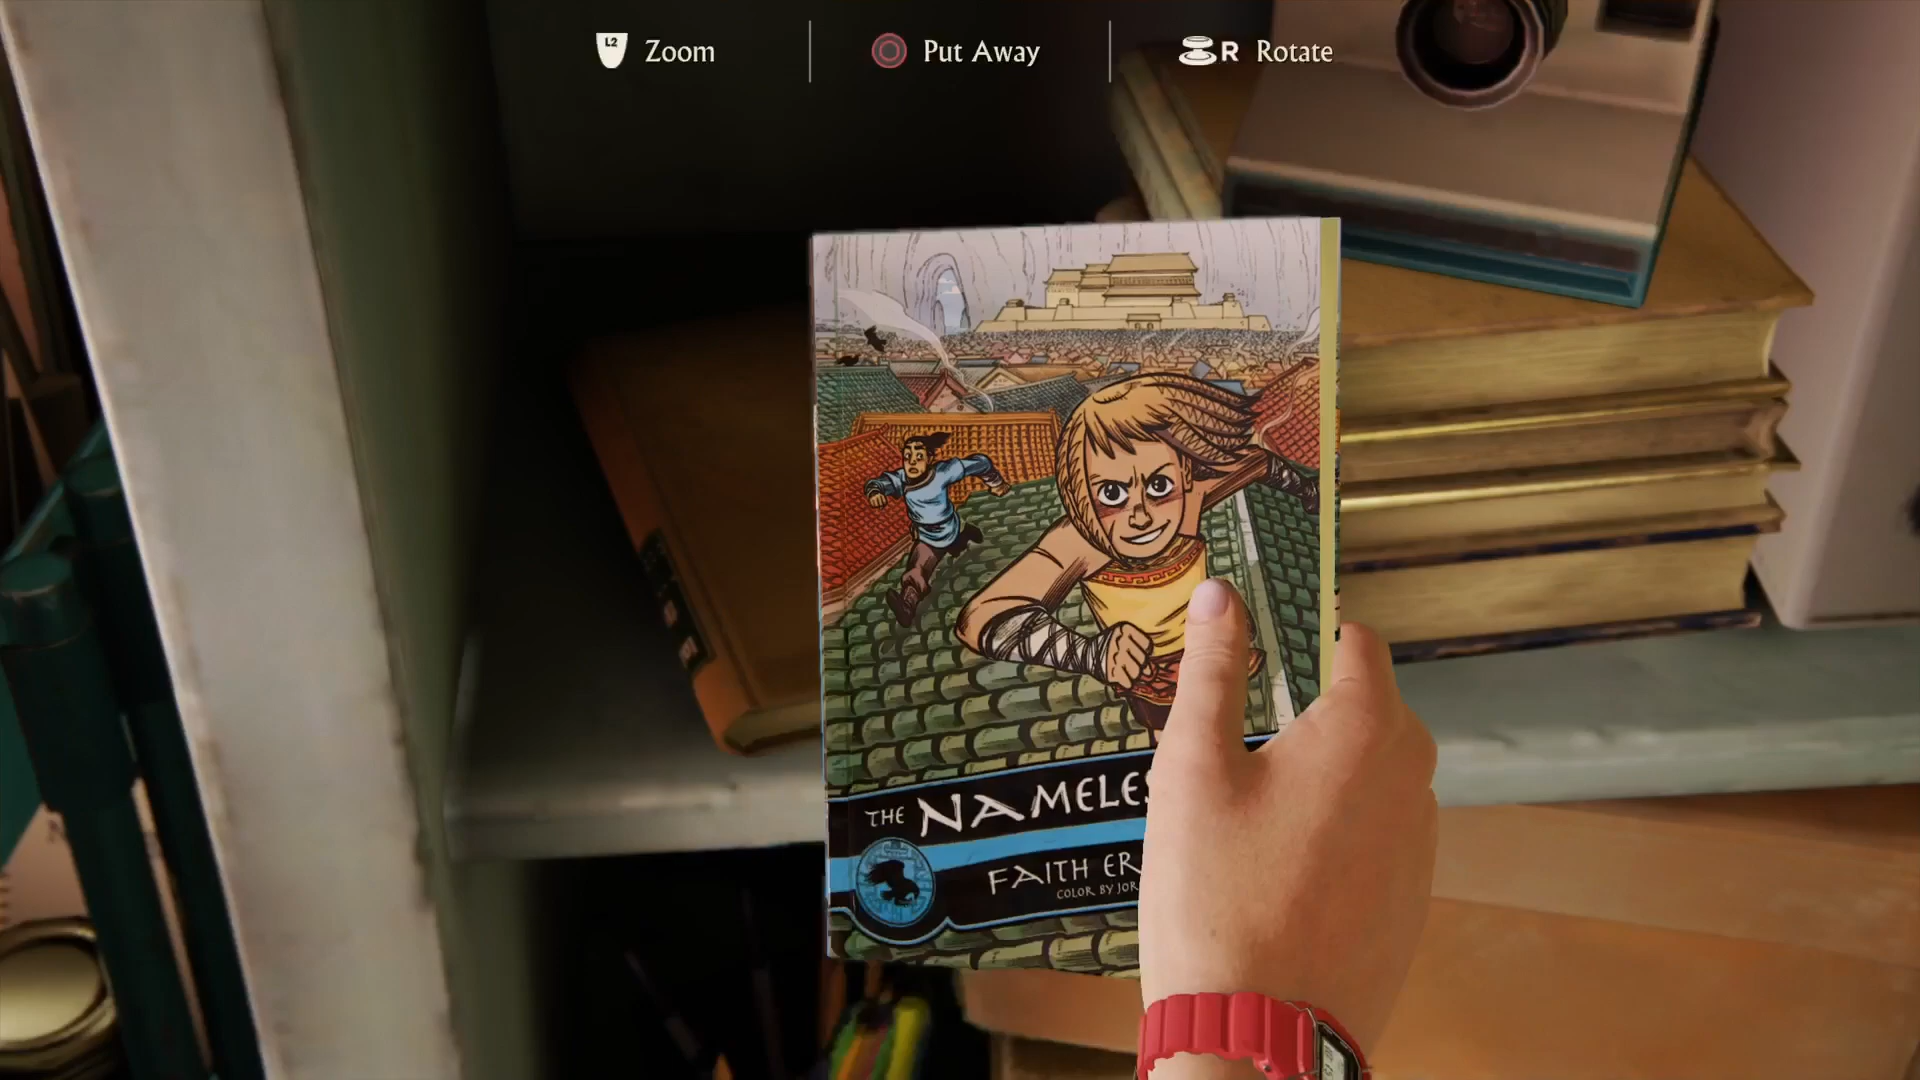 L2 Zoom
Put Away
R Rotate
THE NAMELES
FAITH ER
COLOR BY JOR